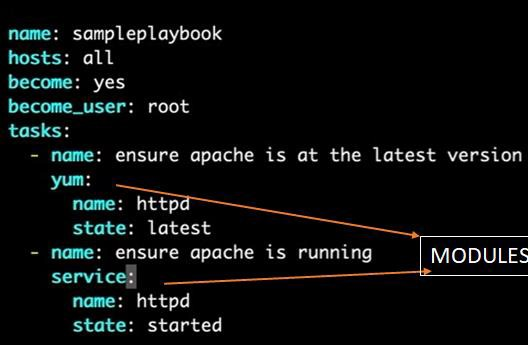 name: sampleplaybook
hosts: all
become: yes
become_user: root
tasks:
  - name: ensure apache is at the latest version
    yum:
      name: httpd
      state: latest
  - name: ensure apache is running
    service:
      name: httpd
      state: started
MODULES